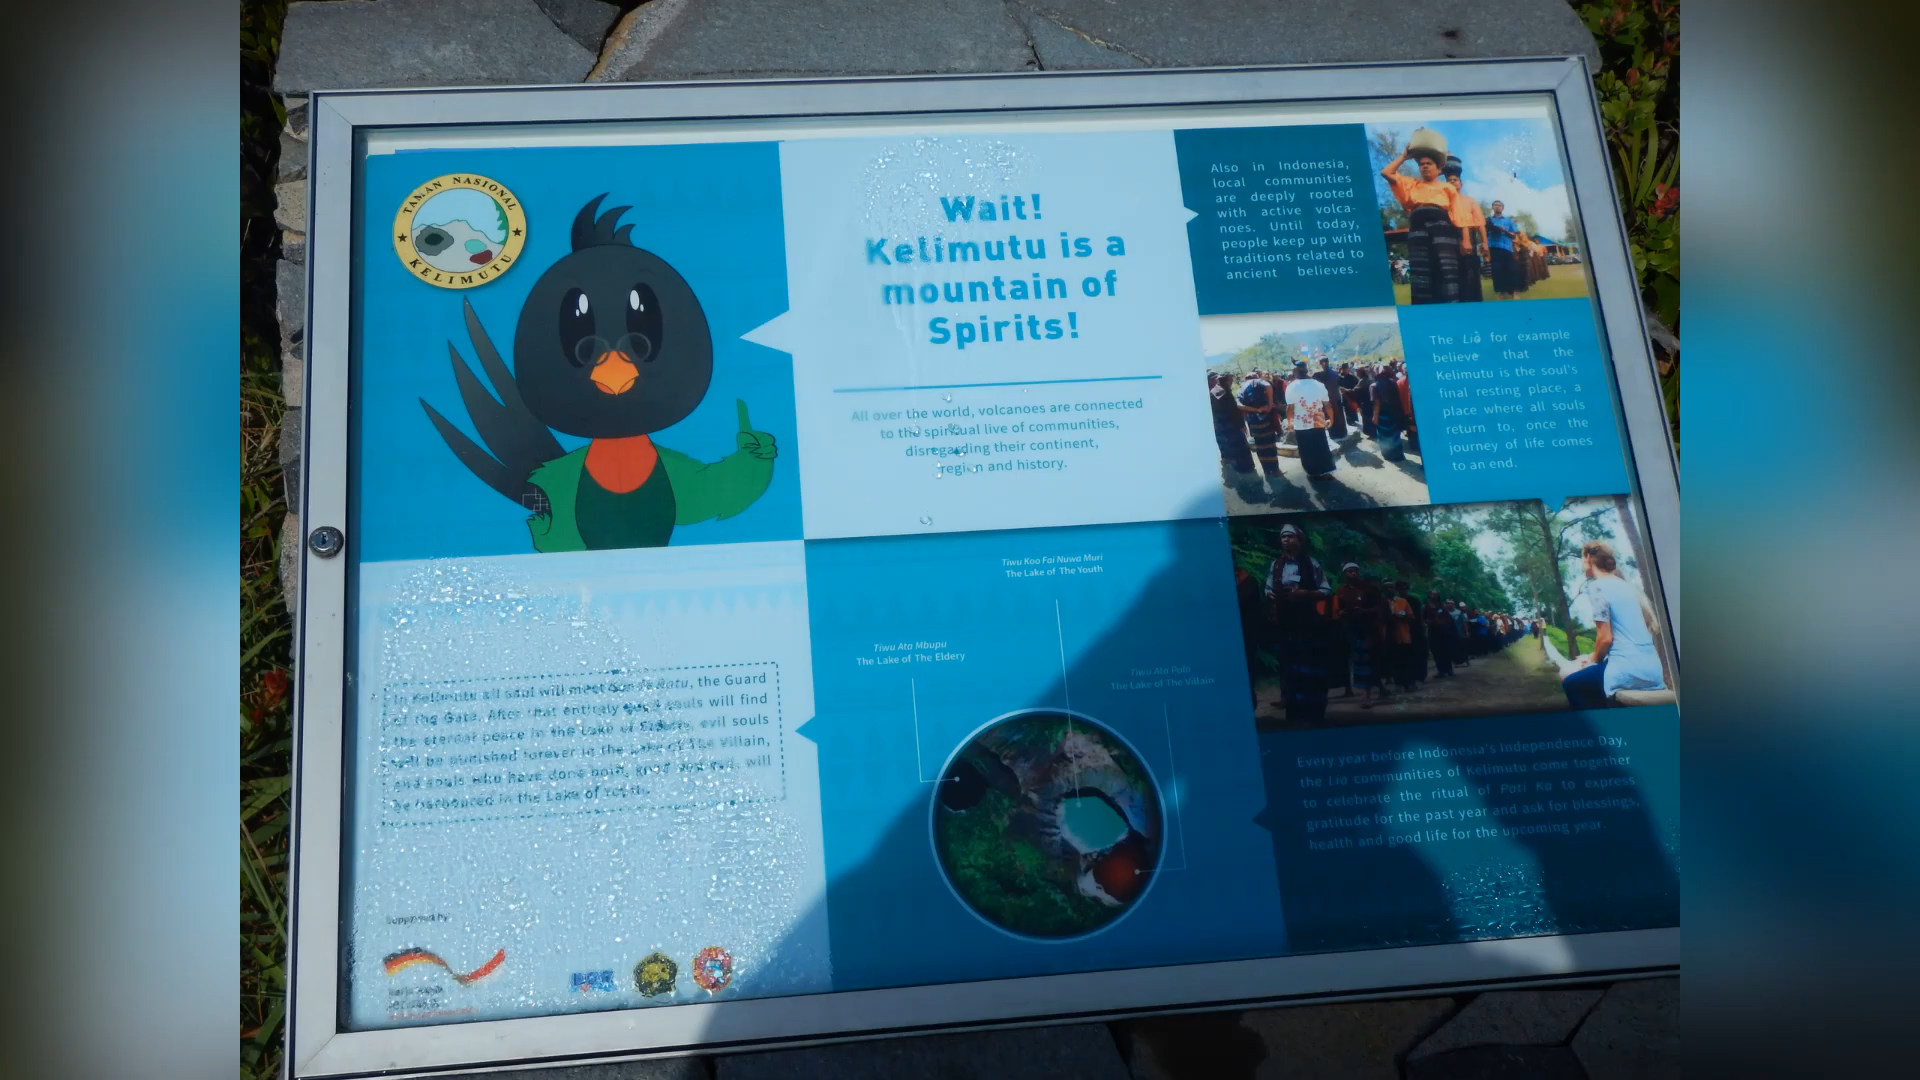 TAMAN NASIONAL
KELIMUTU
Wait!
Kelimutu is a
mountain of
Spirits!
All over the world, volcanoes are connected
to the spiritual live of communities,
disregarding their continent,
region and history.
Also in Indonesia,
local communities
are deeply rooted
with active volca-
noes. Until today,
people keep up with
traditions related to
ancient believes.
The Lio for example
believe that the
Kelimutu is the soul's
final resting place, a
place where all souls
return to, once the
journey of life comes
to an end.
In Kelimutu all soul will meet Ratu, the Guard
of the Gate. After that entirely good souls will find
the eternal peace in the Lake of Elders, evil souls
will be punished forever in the Lake of The Villain,
and souls who have done both, good and evil, will
be harboured in the Lake of
Tiwu Koo Fai Nuwa Muri
The Lake of The Youth
Tiwu Ata Mbupu
The Lake of The Eldery
Tiwu Ata Polo
The Lake of The Villain
Every year before Indonesia's Independence Day,
the Lio communities of Kelimutu come together
to celebrate the ritual of Pati Ka to express
gratitude for the past year and ask for blessings,
health and good life for the upcoming year.
Supported by: